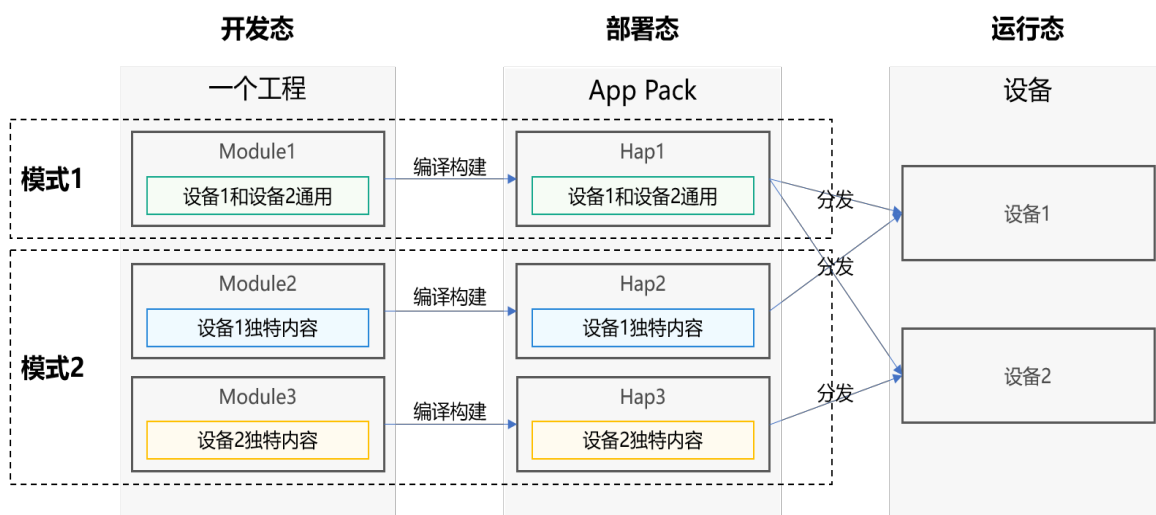 开发态
部署态
运行态
一个工程
App Pack
设备
模式1
Module1
设备1和设备2通用
编译构建
Hap1
设备1和设备2通用
分发
设备1
模式2
Module2
设备1独特内容
编译构建
Hap2
设备1独特内容
分发
设备2
Module3
设备2独特内容
编译构建
Hap3
设备2独特内容
分发